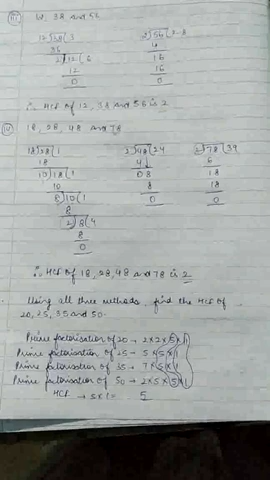 (iii) 12, 38 and 56
12)38(3 2)56(28
36 4
2)12(6 16
12 16
0 0
∴ HCF of 12, 38 and 56 is 2
(iv) 18, 28, 48 and 78
18)28(1 2)48(24 2)78(39
18 4 6
10)18(1 08 18
10 8 18
8)10(1 0 0
8
2)8(4
8
0
∴ HCF of 18, 28, 48 and 78 is 2
Using all three methods, find the HCF of
20, 25, 35 and 50.
Prime factorisation of 20 → 2×2×5×1
Prime factorisation of 25 → 5×5×1
Prime factorisation of 35 → 7×5×1
Prime factorisation of 50 → 2×5×5×1
HCF → 5×1 = 5